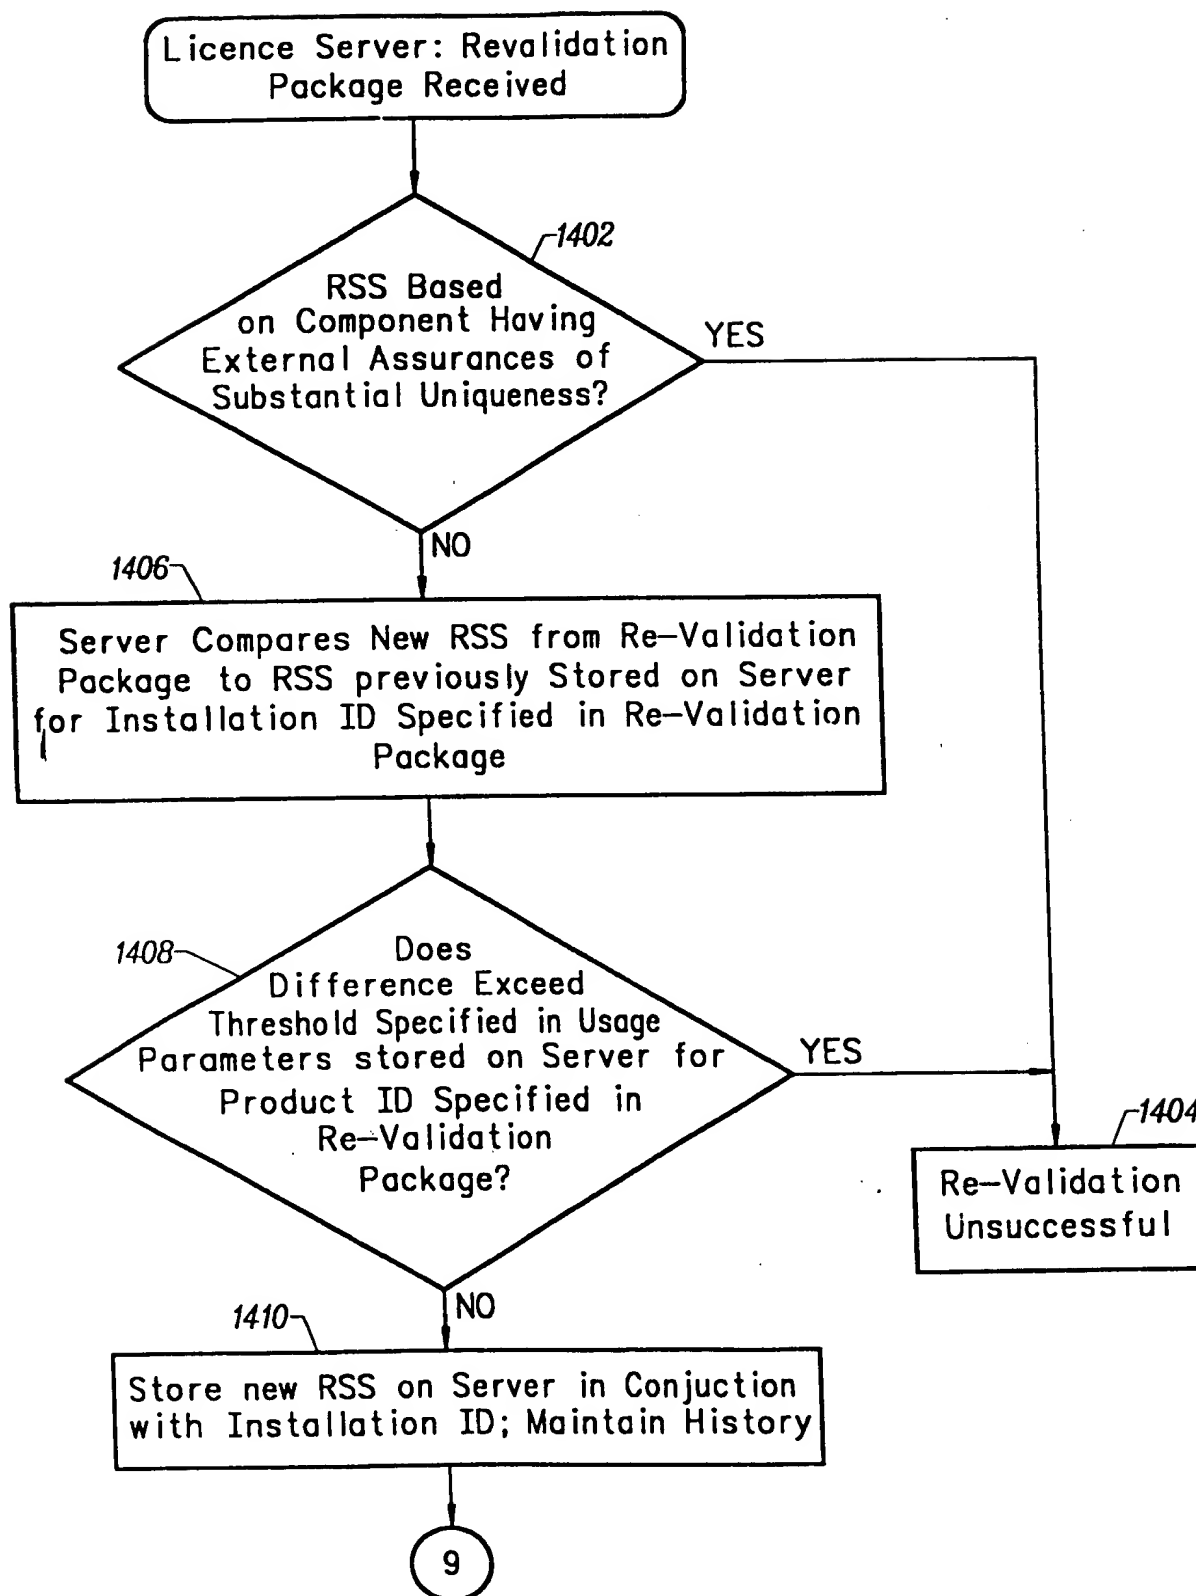 Licence Server: Revalidation
Package Received
1402
RSS Based
on Component Having
External Assurances of
Substantial Uniqueness?
YES
NO
1406
Server Compares New RSS from Re-Validation
Package to RSS previously Stored on Server
for Installation ID Specified in Re-Validation
Package
1408
Does
Difference Exceed
Threshold Specified in Usage
Parameters stored on Server for
Product ID Specified in
Re-Validation
Package?
YES
1404
Re-Validation
Unsuccessful
NO
1410
Store new RSS on Server in Conjuction
with Installation ID; Maintain History
9